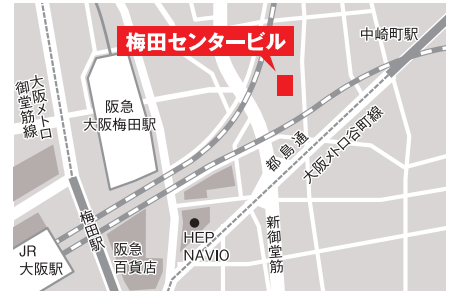 梅田センタービル
中崎町駅
大阪メトロ
御堂筋線
阪急
大阪梅田駅
都島通
大阪メトロ谷町線
梅田駅
HEP
NAVIO
新御堂筋
阪急
百貨店
JR
大阪駅